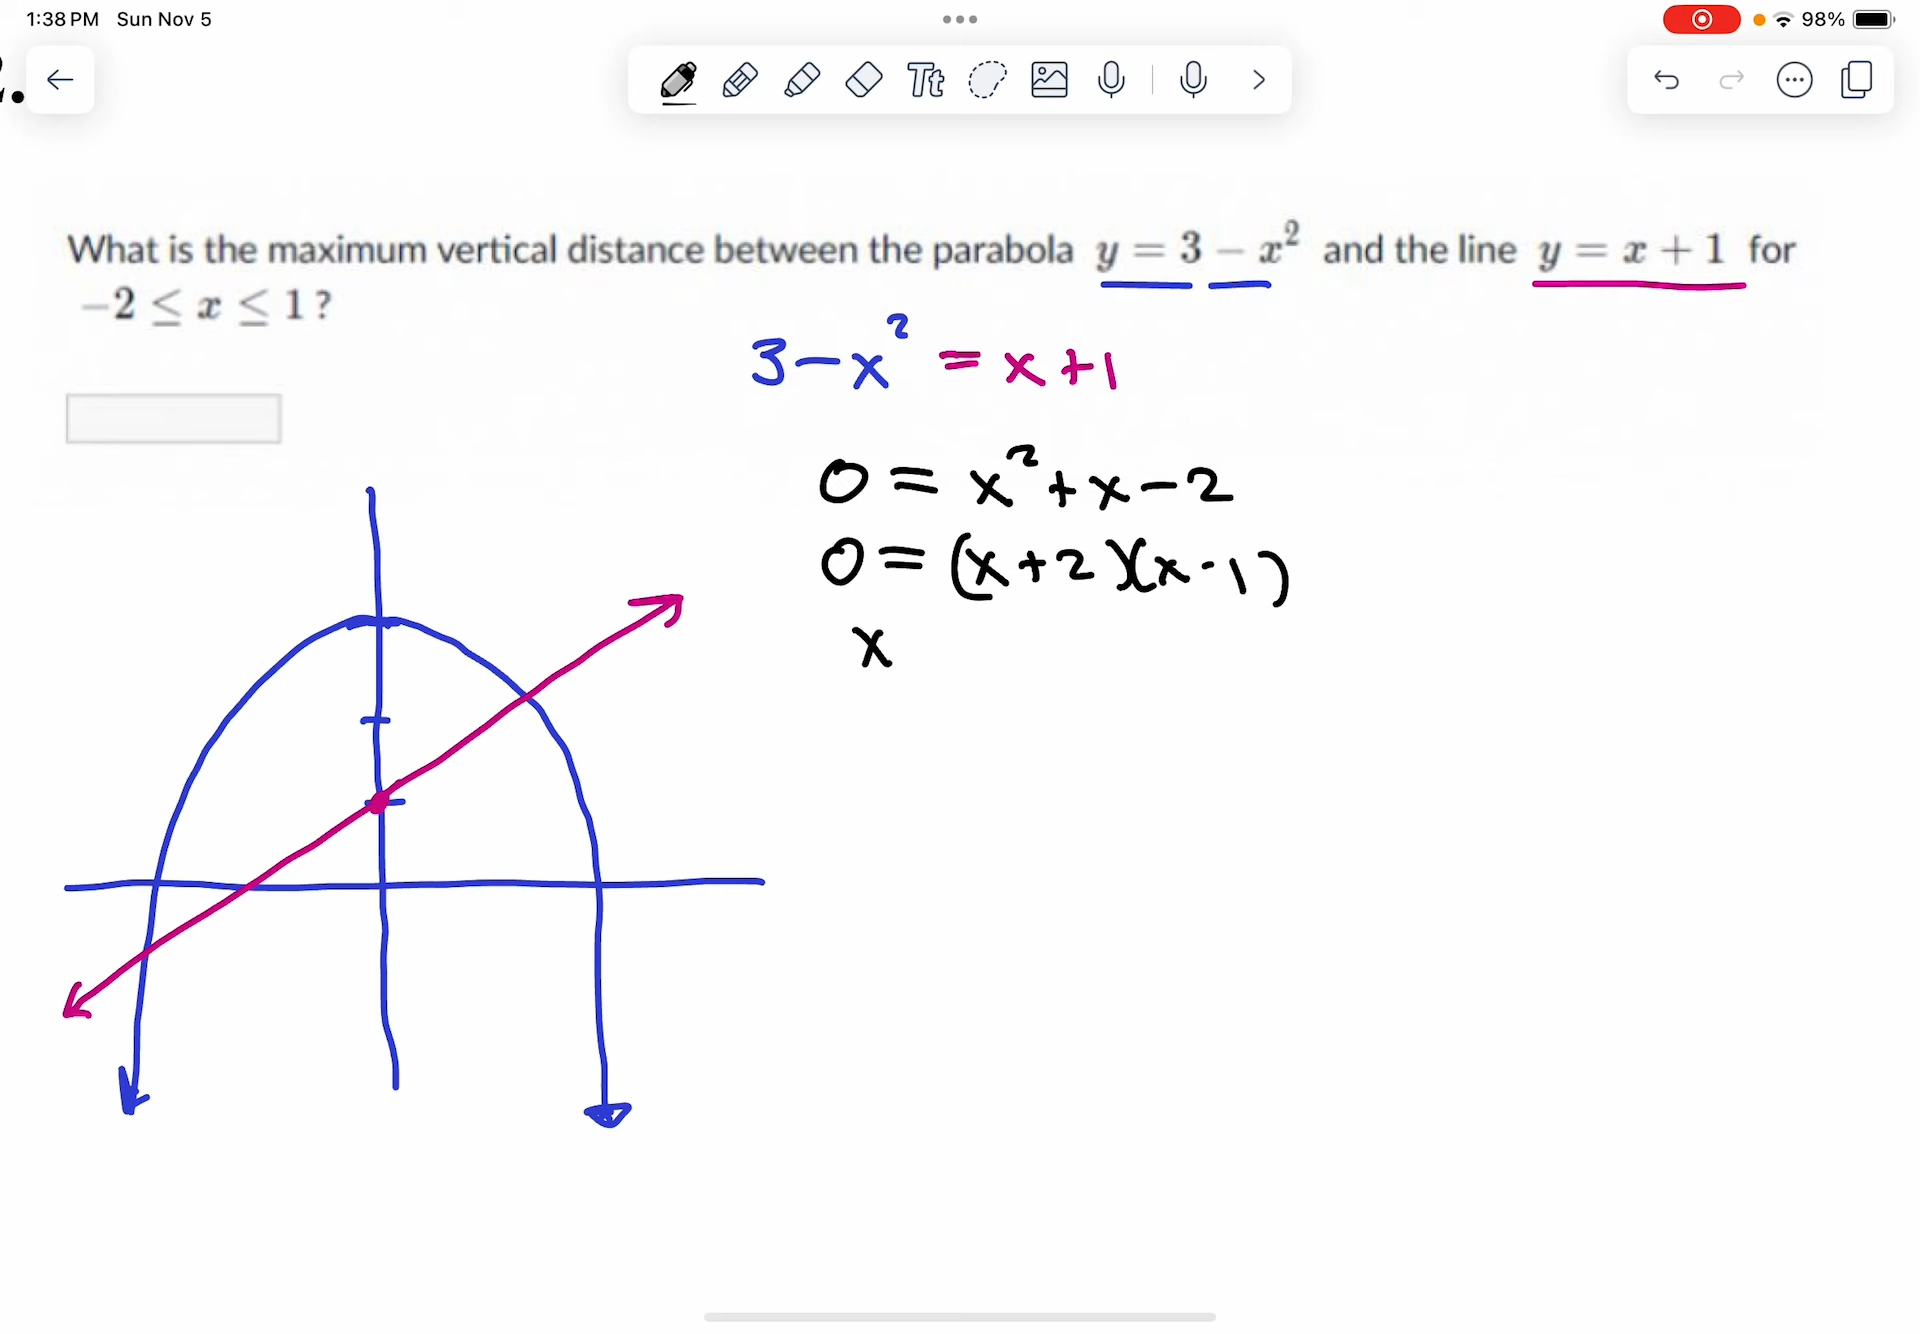 1:38 PM Sun Nov 5
98%
Tt
What is the maximum vertical distance between the parabola y = 3 − x² and the line y = x + 1 for
−2 ≤ x ≤ 1?
3−x² = x+1
0 = x²+x−2
0 = (x+2)(x-1)
x